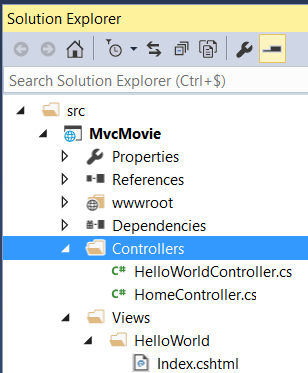 Solution Explorer
Search Solution Explorer (Ctrl+$)
src
MvcMovie
Properties
References
wwwroot
Dependencies
Controllers
C# HelloWorldController.cs
C# HomeController.cs
Views
HelloWorld
Index.cshtml